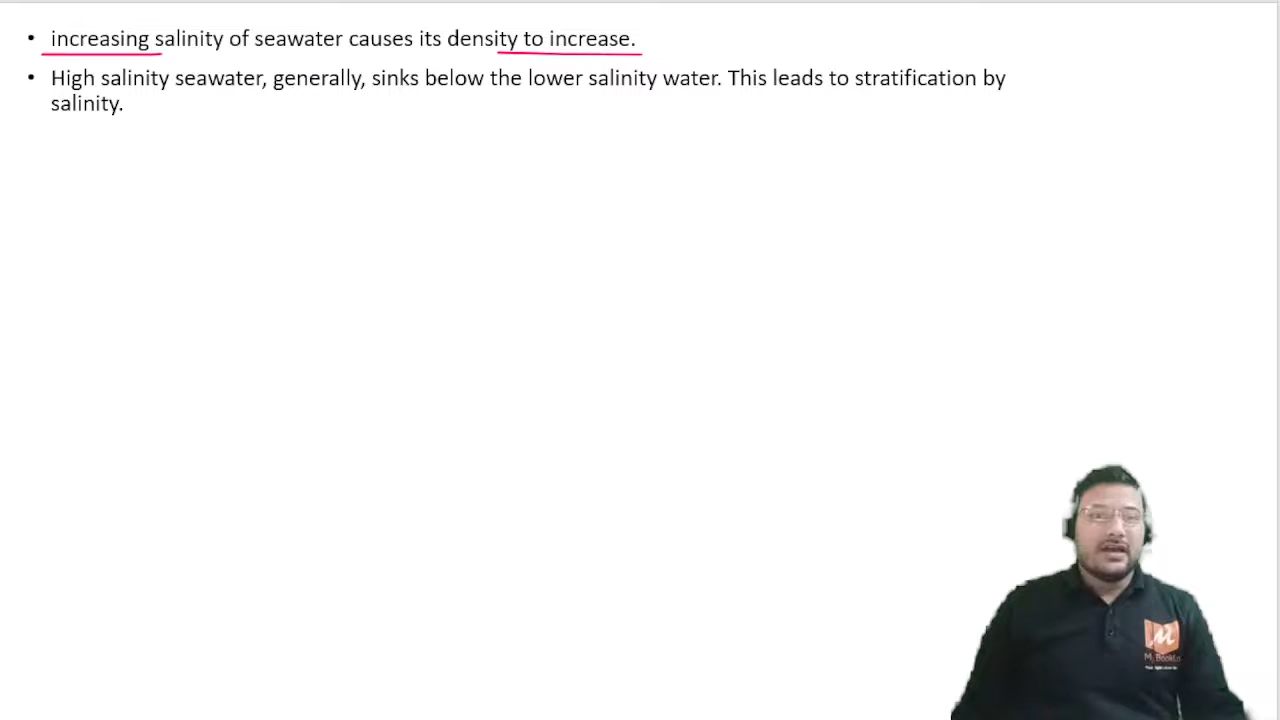 • increasing salinity of seawater causes its density to increase.
• High salinity seawater, generally, sinks below the lower salinity water. This leads to stratification by
salinity.
M